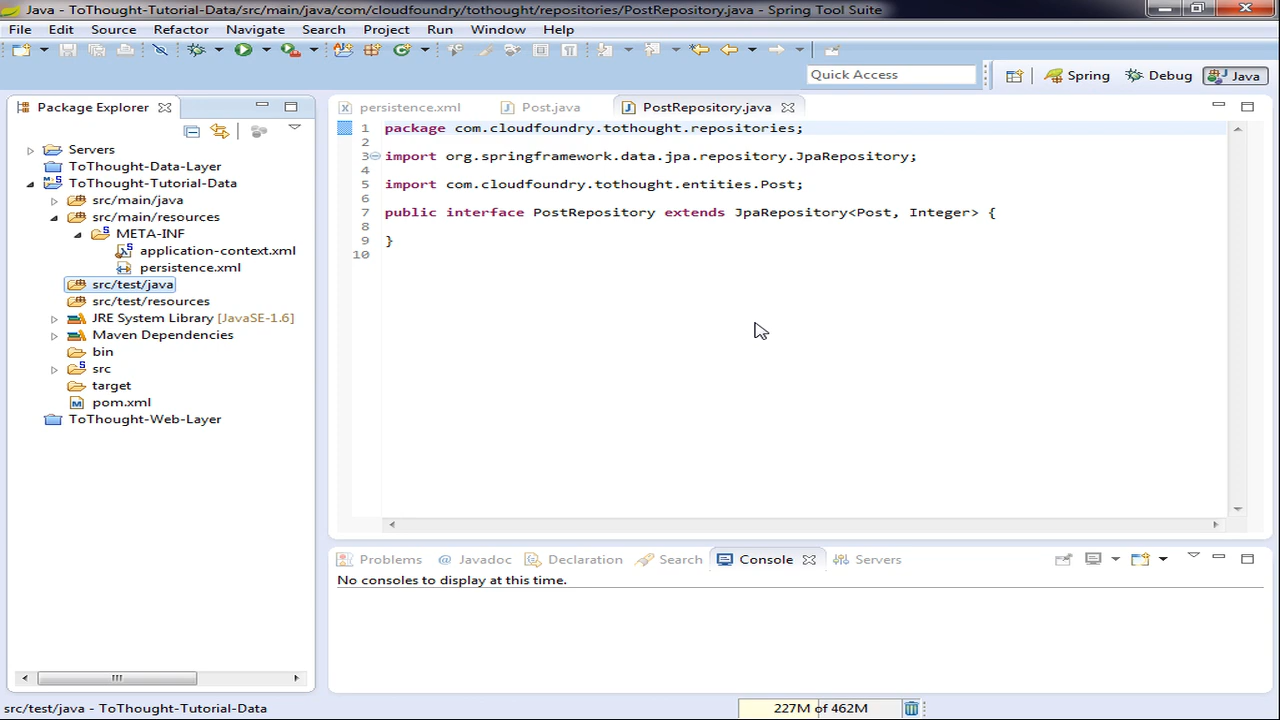 Java - ToThought-Tutorial-Data/src/main/java/com/cloudfoundry/tothought/repositories/PostRepository.java - Spring Tool Suite
File Edit Source Refactor Navigate Search Project Run Window Help
Quick Access
Spring Debug Java
Package Explorer
Servers
ToThought-Data-Layer
ToThought-Tutorial-Data
src/main/java
src/main/resources
META-INF
application-context.xml
persistence.xml
src/test/java
src/test/resources
JRE System Library [JavaSE-1.6]
Maven Dependencies
bin
src
target
pom.xml
ToThought-Web-Layer
persistence.xml Post.java PostRepository.java
1 package com.cloudfoundry.tothought.repositories;
2
3 import org.springframework.data.jpa.repository.JpaRepository;
4
5 import com.cloudfoundry.tothought.entities.Post;
6
7 public interface PostRepository extends JpaRepository<Post, Integer> {
8
9 }
10
Problems Javadoc Declaration Search Console Servers
No consoles to display at this time.
src/test/java - ToThought-Tutorial-Data
227M of 462M